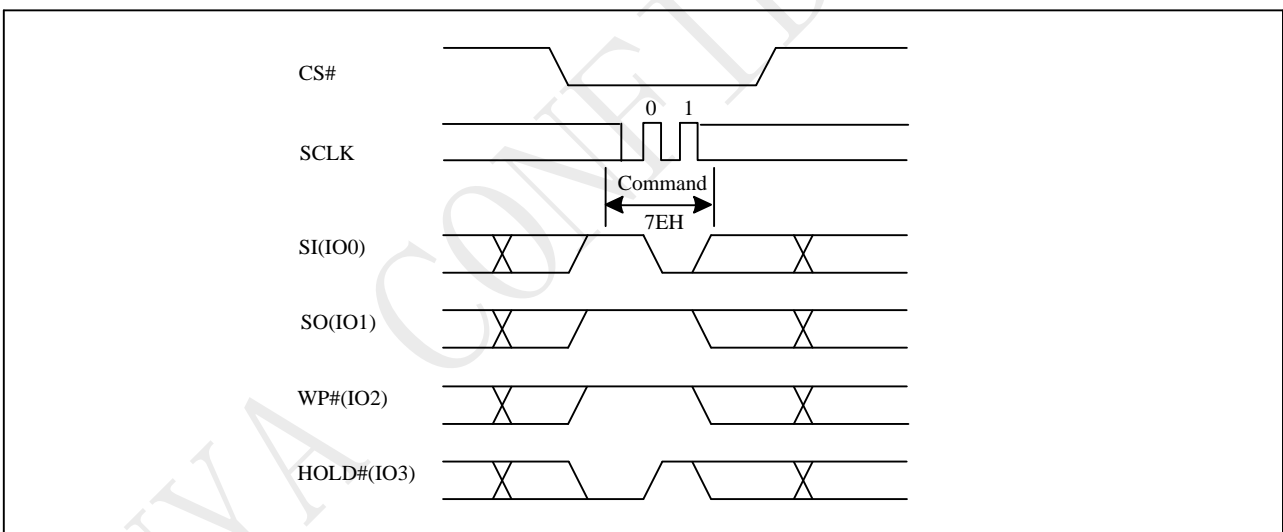 CS#
0 1
SCLK
Command
7EH
SI(IO0)
SO(IO1)
WP#(IO2)
HOLD#(IO3)